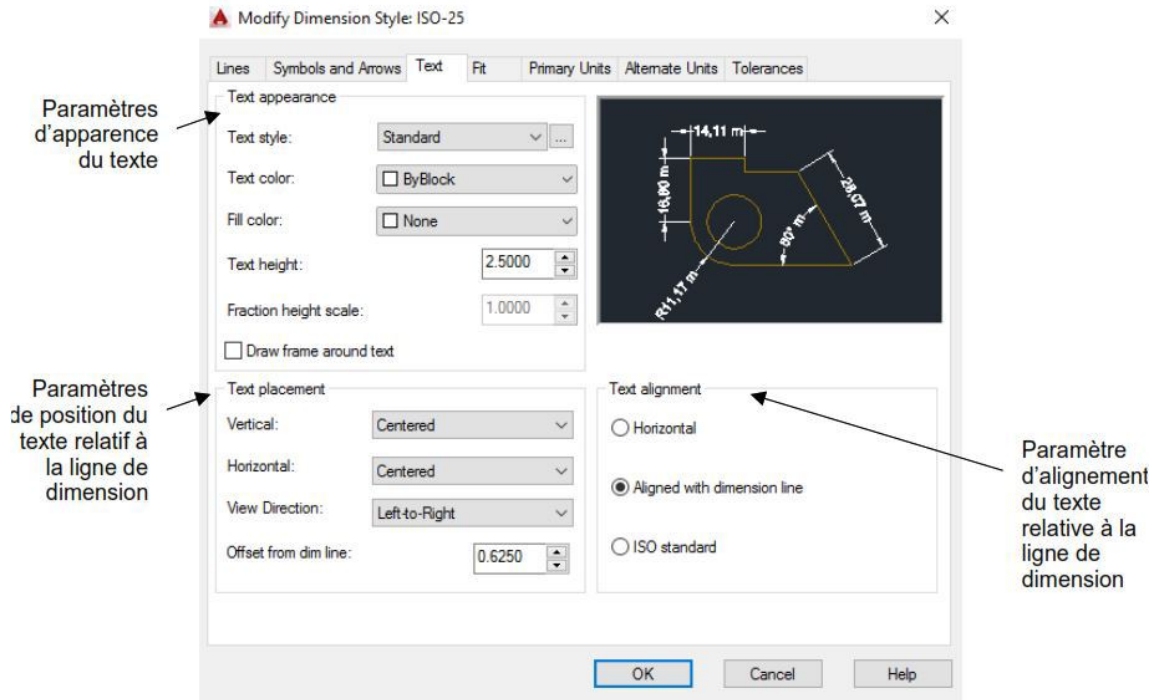 Modify Dimension Style: ISO-25
Lines Symbols and Arrows Text Fit Primary Units Alternate Units Tolerances
Paramètres
d'apparence
du texte
Text appearance
Text style: Standard ...
Text color: ByBlock
Fill color: None
Text height: 2.5000
Fraction height scale: 1.0000
Draw frame around text
14,11 m
16,60 m
28,07 m
80° m
R11,17 m
Paramètres
de position du
texte relatif à
la ligne de
dimension
Text placement
Vertical: Centered
Horizontal: Centered
View Direction: Left-to-Right
Offset from dim line: 0.6250
Text alignment
Horizontal
Aligned with dimension line
ISO standard
Paramètre
d'alignement
du texte
relative à la
ligne de
dimension
OK Cancel Help